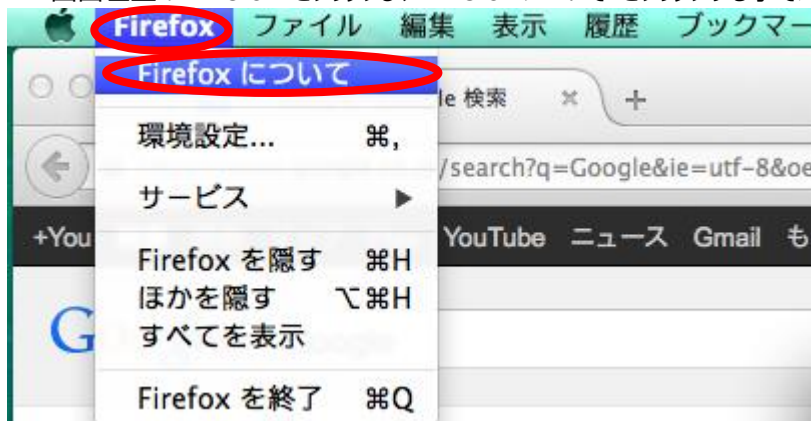 Firefox ファイル 編集 表示 履歴 ブックマー
Firefox について
le 検索 × +
環境設定... ⌘,
/search?q=Google&ie=utf-8&oe
サービス ▶
+You YouTube ニュース Gmail も
Firefox を隠す ⌘H
ほかを隠す ⌥⌘H
G
すべてを表示
Firefox を終了 ⌘Q